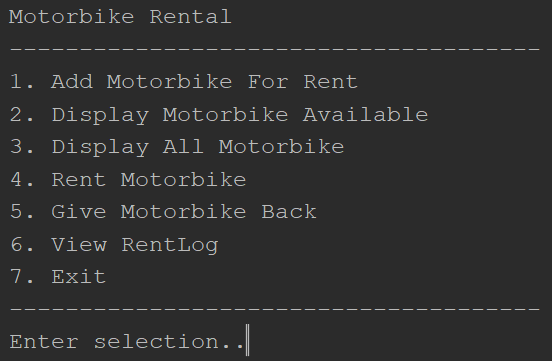 Motorbike Rental
--------------------------------------
1. Add Motorbike For Rent
2. Display Motorbike Available
3. Display All Motorbike
4. Rent Motorbike
5. Give Motorbike Back
6. View RentLog
7. Exit
--------------------------------------
Enter selection..